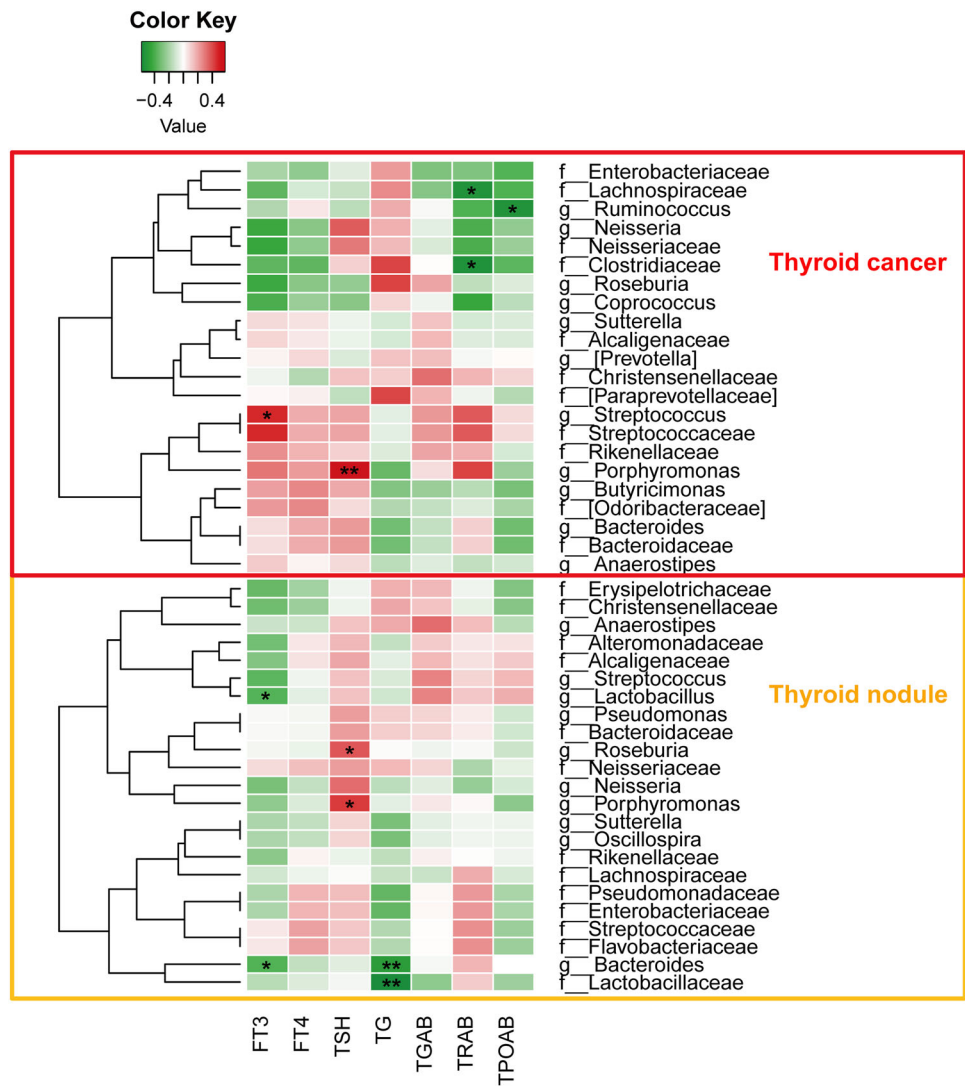 Color Key
−0.4 0.4
Value
f__Enterobacteriaceae
f__Lachnospiraceae
*
g__Ruminococcus
*
g__Neisseria
f__Neisseriaceae
f__Clostridiaceae
*
Thyroid cancer
g__Roseburia
g__Coprococcus
g__Sutterella
f__Alcaligenaceae
g__[Prevotella]
f__Christensenellaceae
f__[Paraprevotellaceae]
* g__Streptococcus
f__Streptococcaceae
f__Rikenellaceae
** g__Porphyromonas
g__Butyricimonas
f__[Odoribacteraceae]
g__Bacteroides
f__Bacteroidaceae
g__Anaerostipes
f__Erysipelotrichaceae
f__Christensenellaceae
g__Anaerostipes
f__Alteromonadaceae
f__Alcaligenaceae
g__Streptococcus
* g__Lactobacillus
Thyroid nodule
g__Pseudomonas
f__Bacteroidaceae
* g__Roseburia
f__Neisseriaceae
g__Neisseria
* g__Porphyromonas
g__Sutterella
g__Oscillospira
f__Rikenellaceae
f__Lachnospiraceae
f__Pseudomonadaceae
f__Enterobacteriaceae
f__Streptococcaceae
f__Flavobacteriaceae
* ** g__Bacteroides
** f__Lactobacillaceae
FT3 FT4 TSH TG TGAB TRAB TPOAB